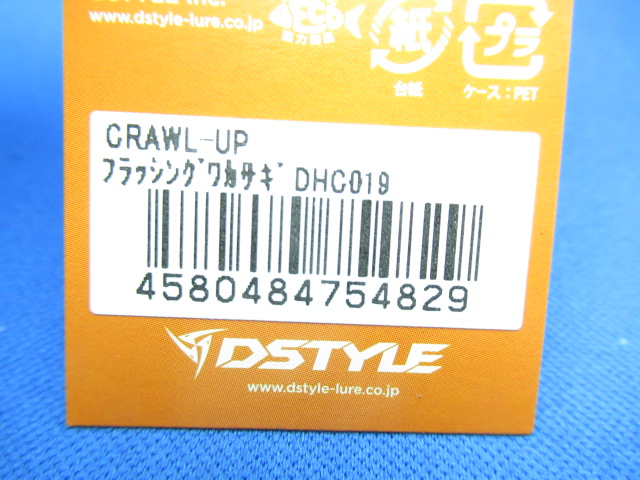 www.dstyle-lure.co.jp
紙
台紙
プラ
ケース：PET
CRAWL-UP
ﾌﾗｯｼﾝｸﾞﾜｶｻｷﾞ DHC019
4580484754829
DSTYLE
www.dstyle-lure.co.jp